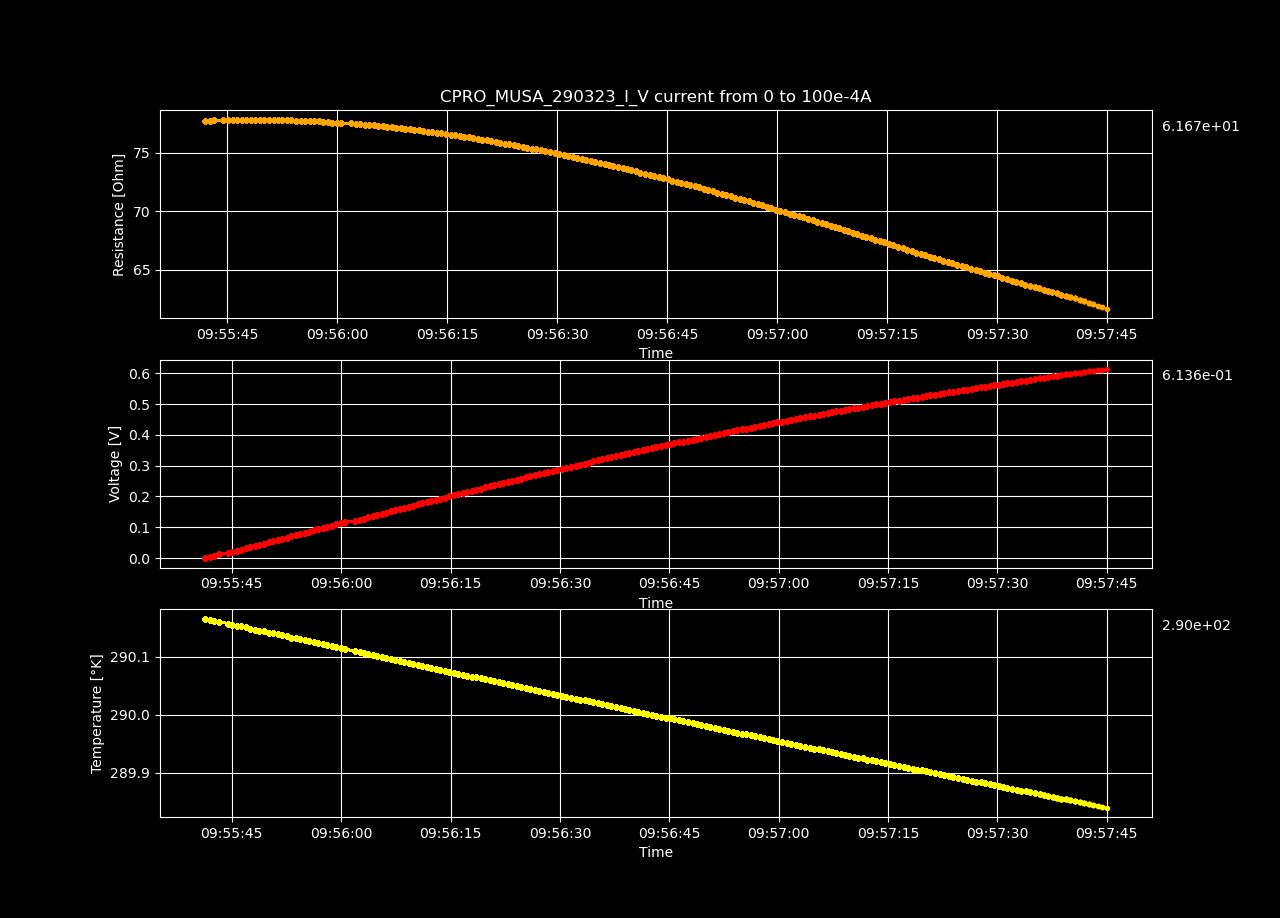 CPRO_MUSA_290323_I_V current from 0 to 100e-4A
6.167e+01
Resistance [Ohm]
75
70
65
09:55:45 09:56:00 09:56:15 09:56:30 09:56:45 09:57:00 09:57:15 09:57:30 09:57:45
Time
6.136e-01
Voltage [V]
0.6
0.5
0.4
0.3
0.2
0.1
0.0
09:55:45 09:56:00 09:56:15 09:56:30 09:56:45 09:57:00 09:57:15 09:57:30 09:57:45
Time
2.90e+02
Temperature [°K]
290.1
290.0
289.9
09:55:45 09:56:00 09:56:15 09:56:30 09:56:45 09:57:00 09:57:15 09:57:30 09:57:45
Time